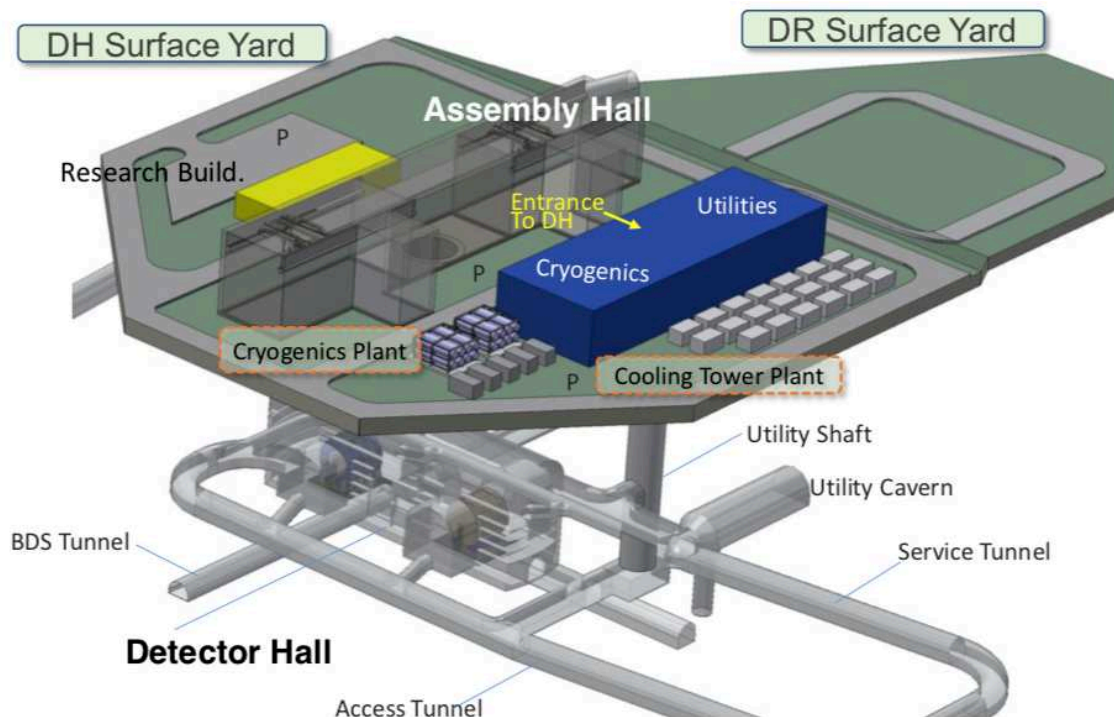 DH Surface Yard
DR Surface Yard
Assembly Hall
P
Research Build.
Entrance
To DH
Utilities
Cryogenics
P
Cryogenics Plant
P
Cooling Tower Plant
Utility Shaft
Utility Cavern
BDS Tunnel
Service Tunnel
Detector Hall
Access Tunnel